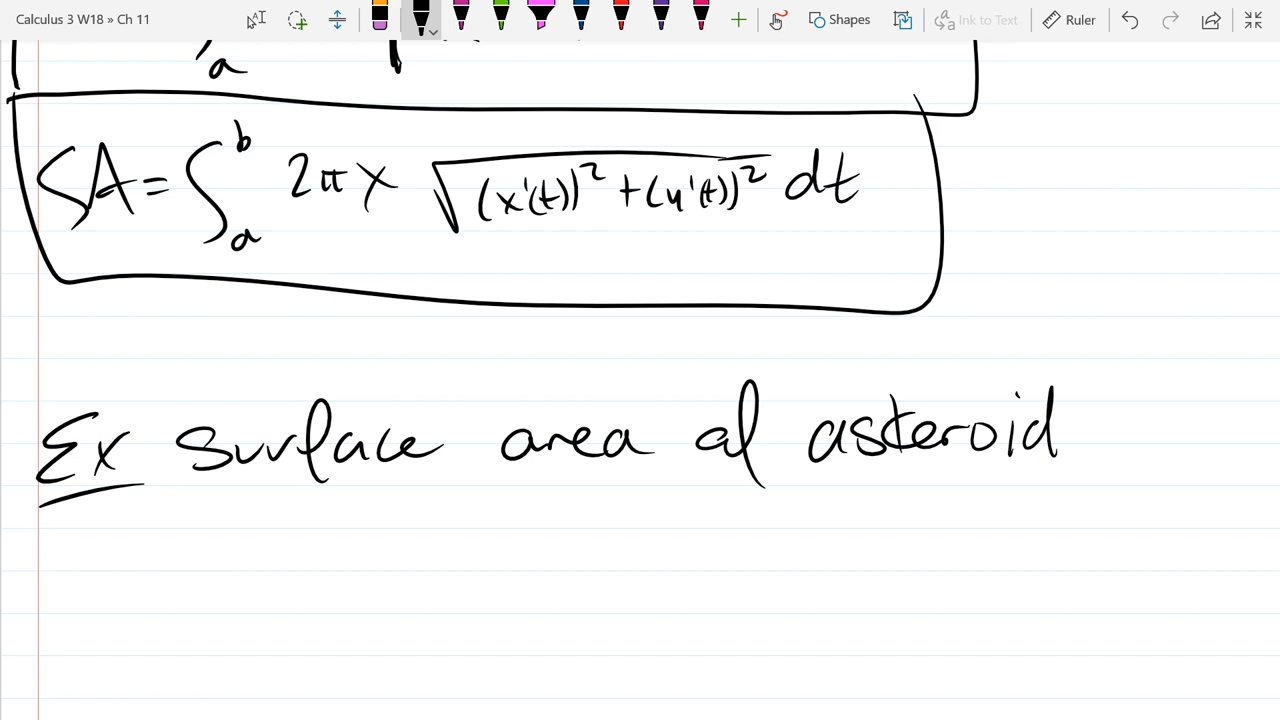 Calculus 3 W18 » Ch 11
Shapes
Ink to Text
Ruler
a
SA = ∫_a^b 2πx √((x'(t))² + (y'(t))²) dt
Ex surface area of asteroid